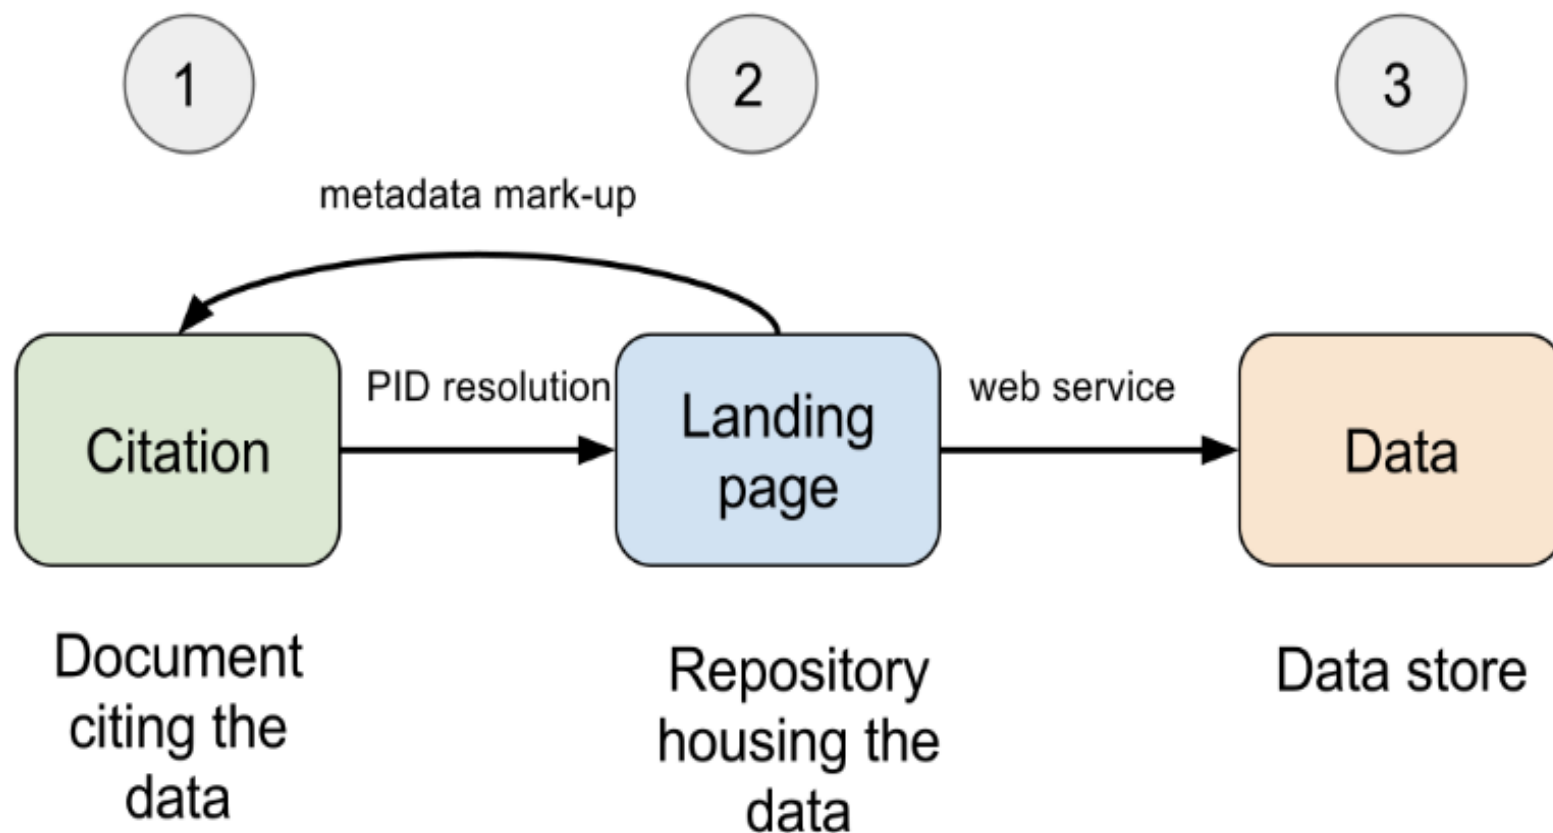 1
2
3
metadata mark-up
PID resolution
web service
Citation
Landing
page
Data
Document
citing the
data
Repository
housing the
data
Data store